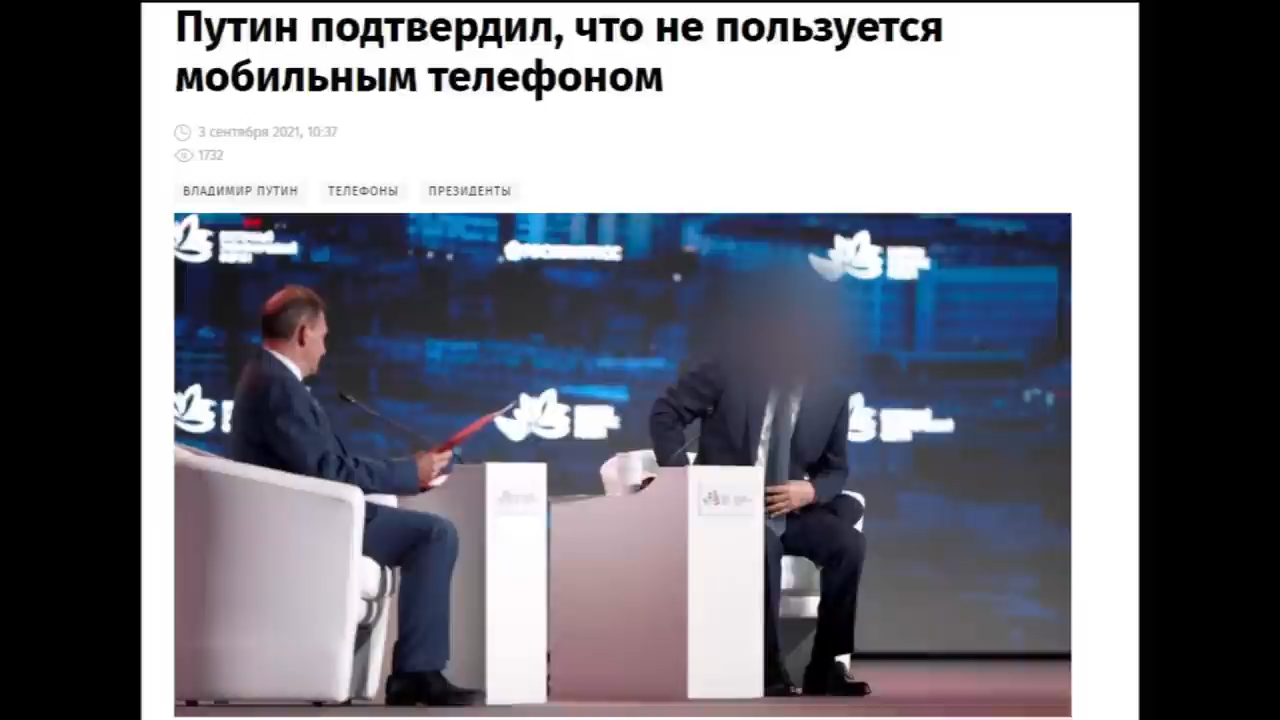 Путин подтвердил, что не пользуется
мобильным телефоном
3 сентября 2021, 10:37
1732
ВЛАДИМИР ПУТИН ТЕЛЕФОНЫ ПРЕЗИДЕНТЫ